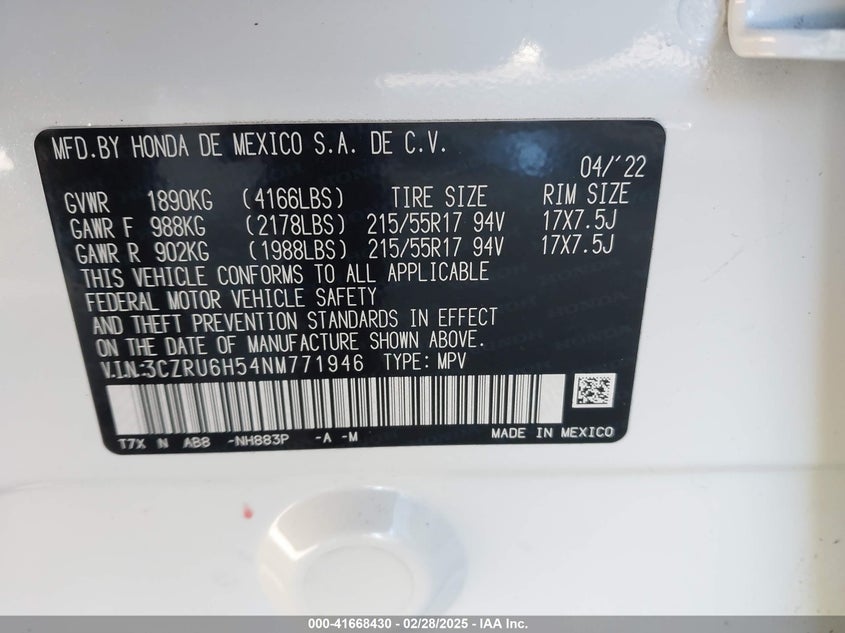 MFD.BY HONDA DE MEXICO S.A. DE C.V.
04/'22
GVWR 1890KG (4166LBS) TIRE SIZE RIM SIZE
GAWR F 988KG (2178LBS) 215/55R17 94V 17X7.5J
GAWR R 902KG (1988LBS) 215/55R17 94V 17X7.5J
THIS VEHICLE CONFORMS TO ALL APPLICABLE
FEDERAL MOTOR VEHICLE SAFETY
AND THEFT PREVENTION STANDARDS IN EFFECT
ON THE DATE OF MANUFACTURE SHOWN ABOVE.
V.I.N:3CZRU6H54NM771946 TYPE: MPV
T7X N AB8 -NH883P -A -M MADE IN MEXICO
000-41668430 - 02/28/2025 - IAA Inc.